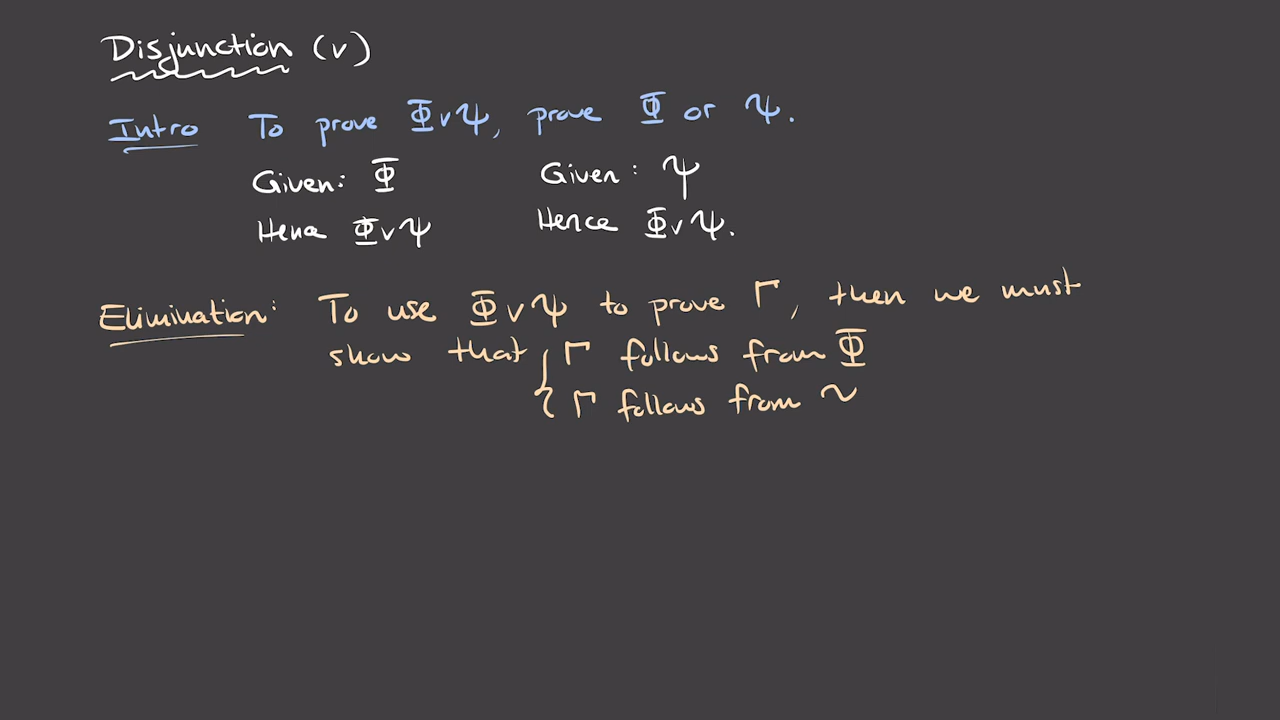 Disjunction (∨)
Intro To prove Φ∨Ψ, prove Φ or Ψ.
Given: Φ Given: Ψ
Hence Φ∨Ψ Hence Φ∨Ψ.
Elimination: To use Φ∨Ψ to prove Γ, then we must
show that { Γ follows from Φ
Γ follows from